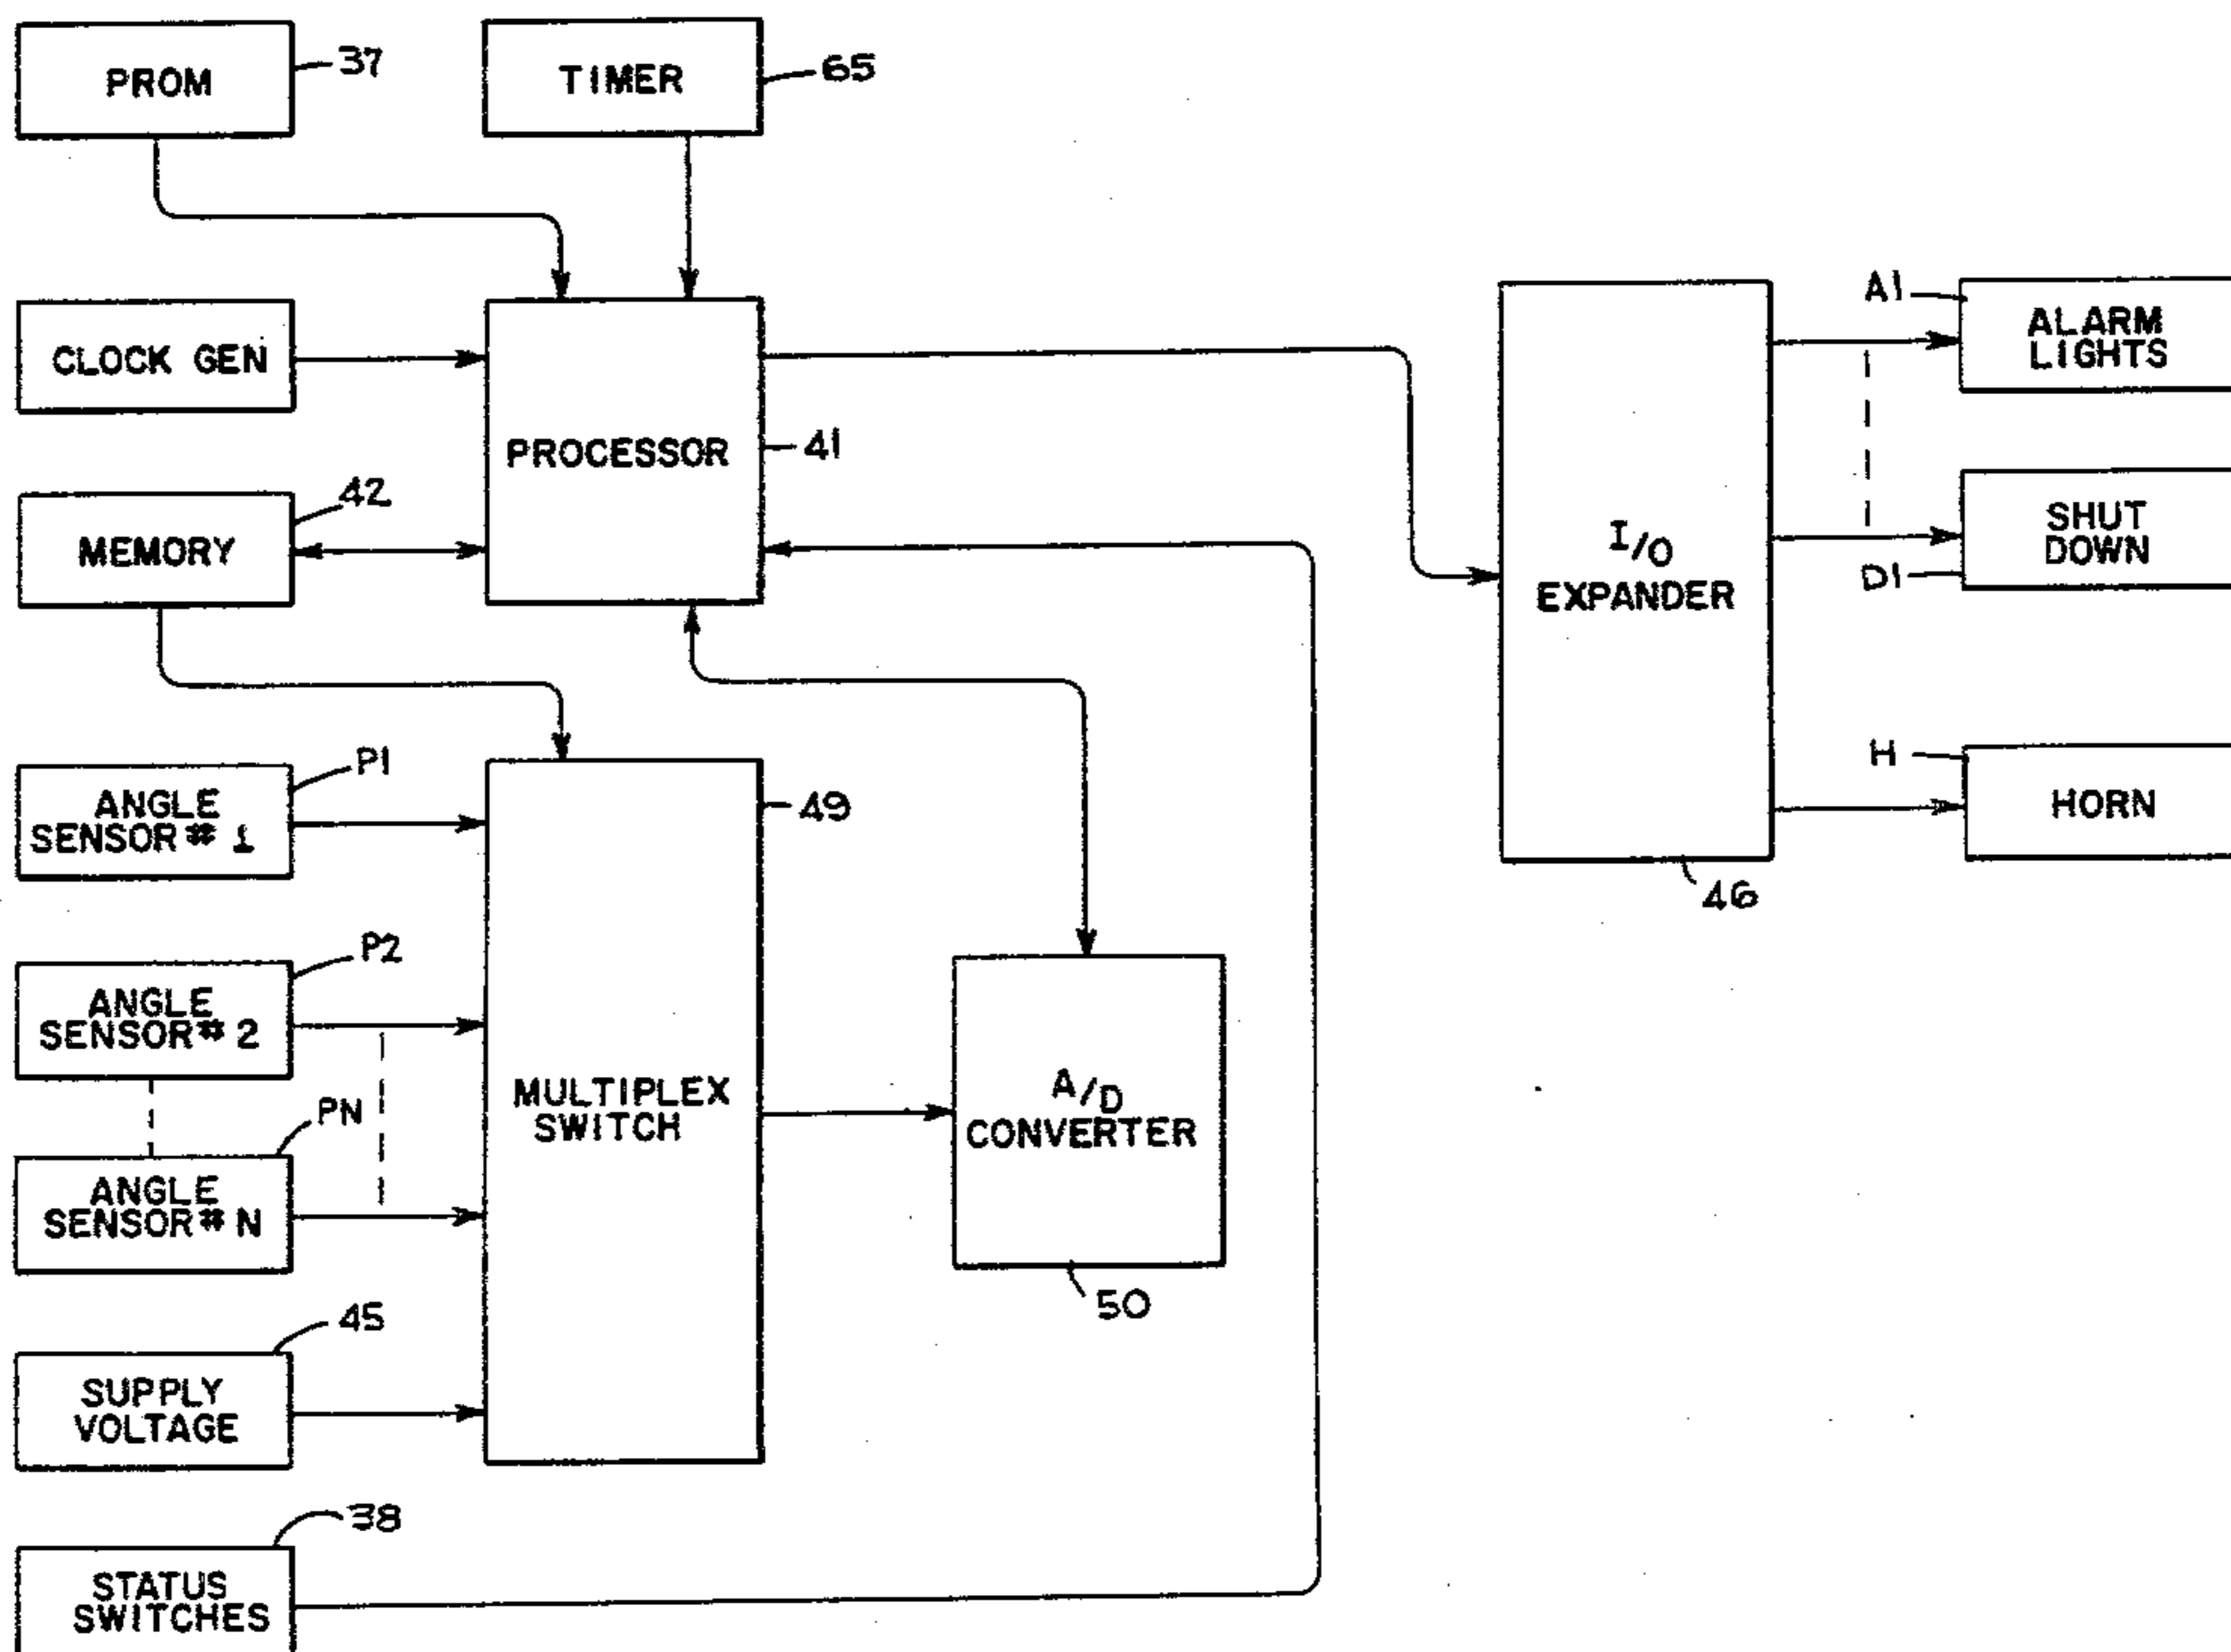 PROM
37
TIMER
65
CLOCK GEN
PROCESSOR
41
MEMORY
42
I/O
EXPANDER
46
A1
ALARM
LIGHTS
SHUT
DOWN
D1
H
HORN
P1
ANGLE
SENSOR # 1
P2
ANGLE
SENSOR # 2
PN
ANGLE
SENSOR # N
MULTIPLEX
SWITCH
49
A/D
CONVERTER
50
45
SUPPLY
VOLTAGE
38
STATUS
SWITCHES